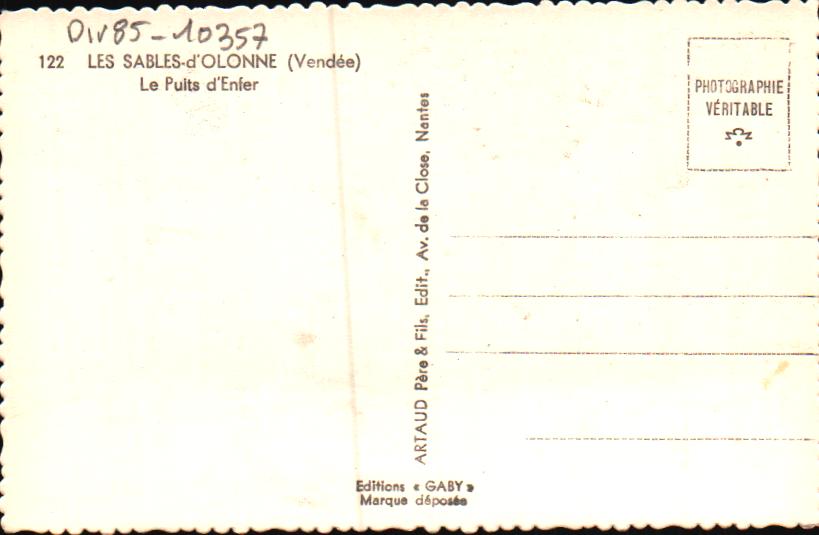 Div85-10357
122 LES SABLES-d'OLONNE (Vendée)
Le Puits d'Enfer
PHOTOGRAPHIE
VÉRITABLE
ARTAUD Père & Fils, Edit., Av. de la Close, Nantes
Editions « GABY »
Marque déposée